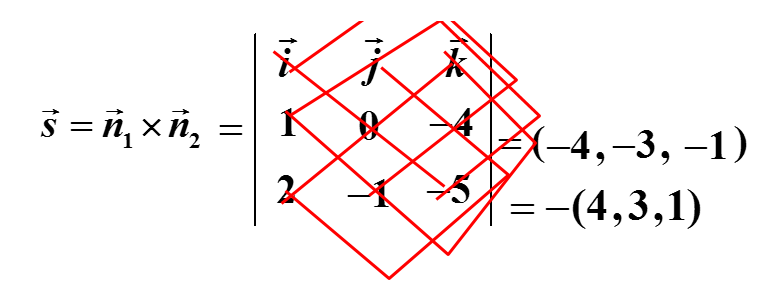 i⃗ j⃗ k⃗
s⃗ = n⃗₁ × n⃗₂ = | 1 0 −4 | = (−4, −3, −1)
2 −1 −5
= −(4, 3, 1)